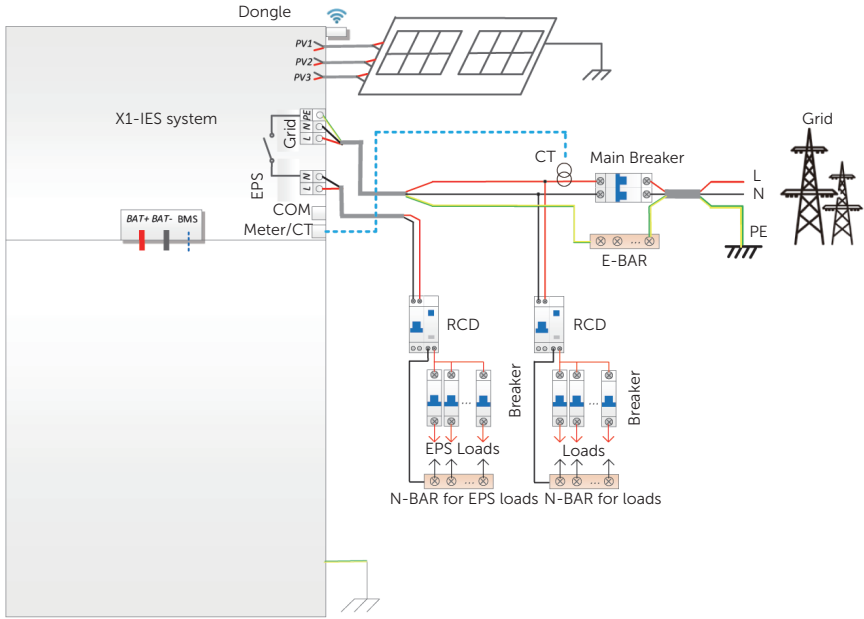 Dongle
PV1
PV2
PV3
X1-IES system
Grid
PE
N
L
EPS
N
L
COM
Meter/CT
BAT+ BAT- BMS
CT
Main Breaker
Grid
L
N
PE
E-BAR
RCD
RCD
Breaker
Breaker
...
...
EPS Loads
Loads
...
...
N-BAR for EPS loads
N-BAR for loads